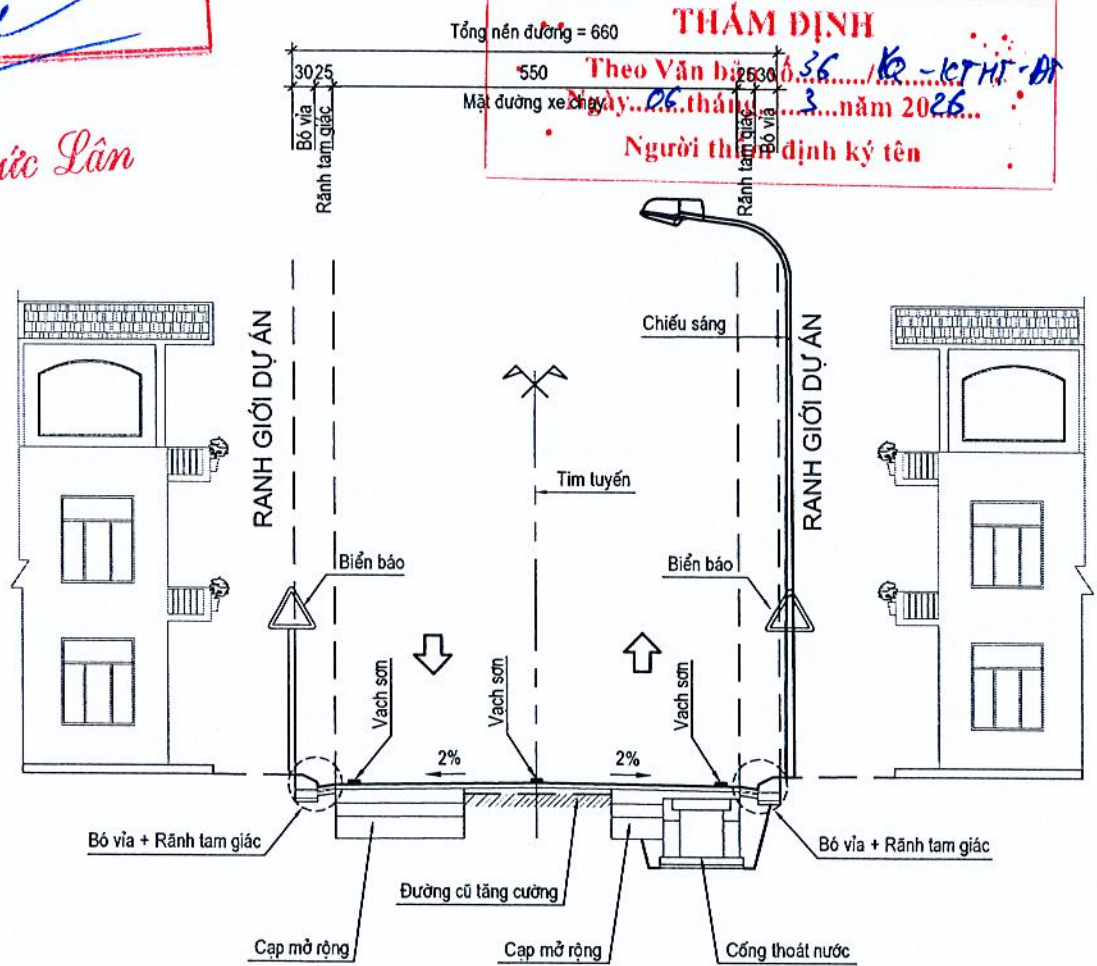 Tổng nền đường = 660
THẨM ĐỊNH
Theo Văn bản số 36 /KQ - KTHT - ĐT
Ngày 06 tháng 3 năm 2026
Người thẩm định ký tên
ức Lân
30 25 550 25 30
Mặt đường xe chạy
Bó vỉa
Rãnh tam giác
Rãnh tam giác
Bó vỉa
Chiếu sáng
RANH GIỚI DỰ ÁN
RANH GIỚI DỰ ÁN
Tim tuyến
Biển báo
Biển báo
Vạch sơn
Vạch sơn
Vạch sơn
2%
2%
Bó vỉa + Rãnh tam giác
Bó vỉa + Rãnh tam giác
Đường cũ tăng cường
Cạp mở rộng
Cạp mở rộng
Cống thoát nước